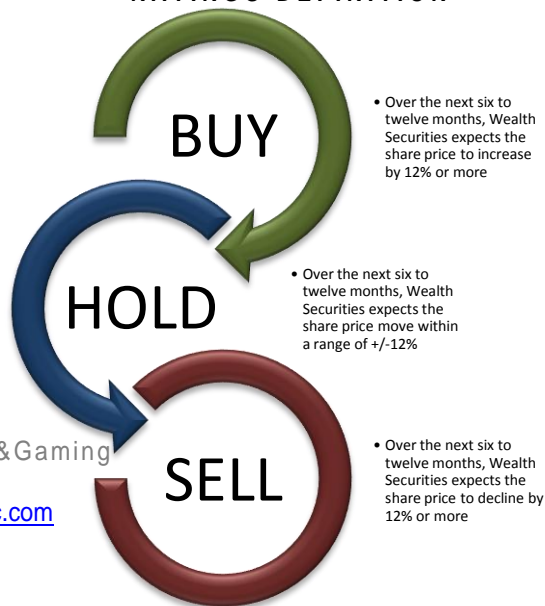 BUY
• Over the next six to
twelve months, Wealth
Securities expects the
share price to increase
by 12% or more
HOLD
• Over the next six to
twelve months, Wealth
Securities expects the
share price move within
a range of +/-12%
&Gaming
c.com
SELL
• Over the next six to
twelve months, Wealth
Securities expects the
share price to decline by
12% or more